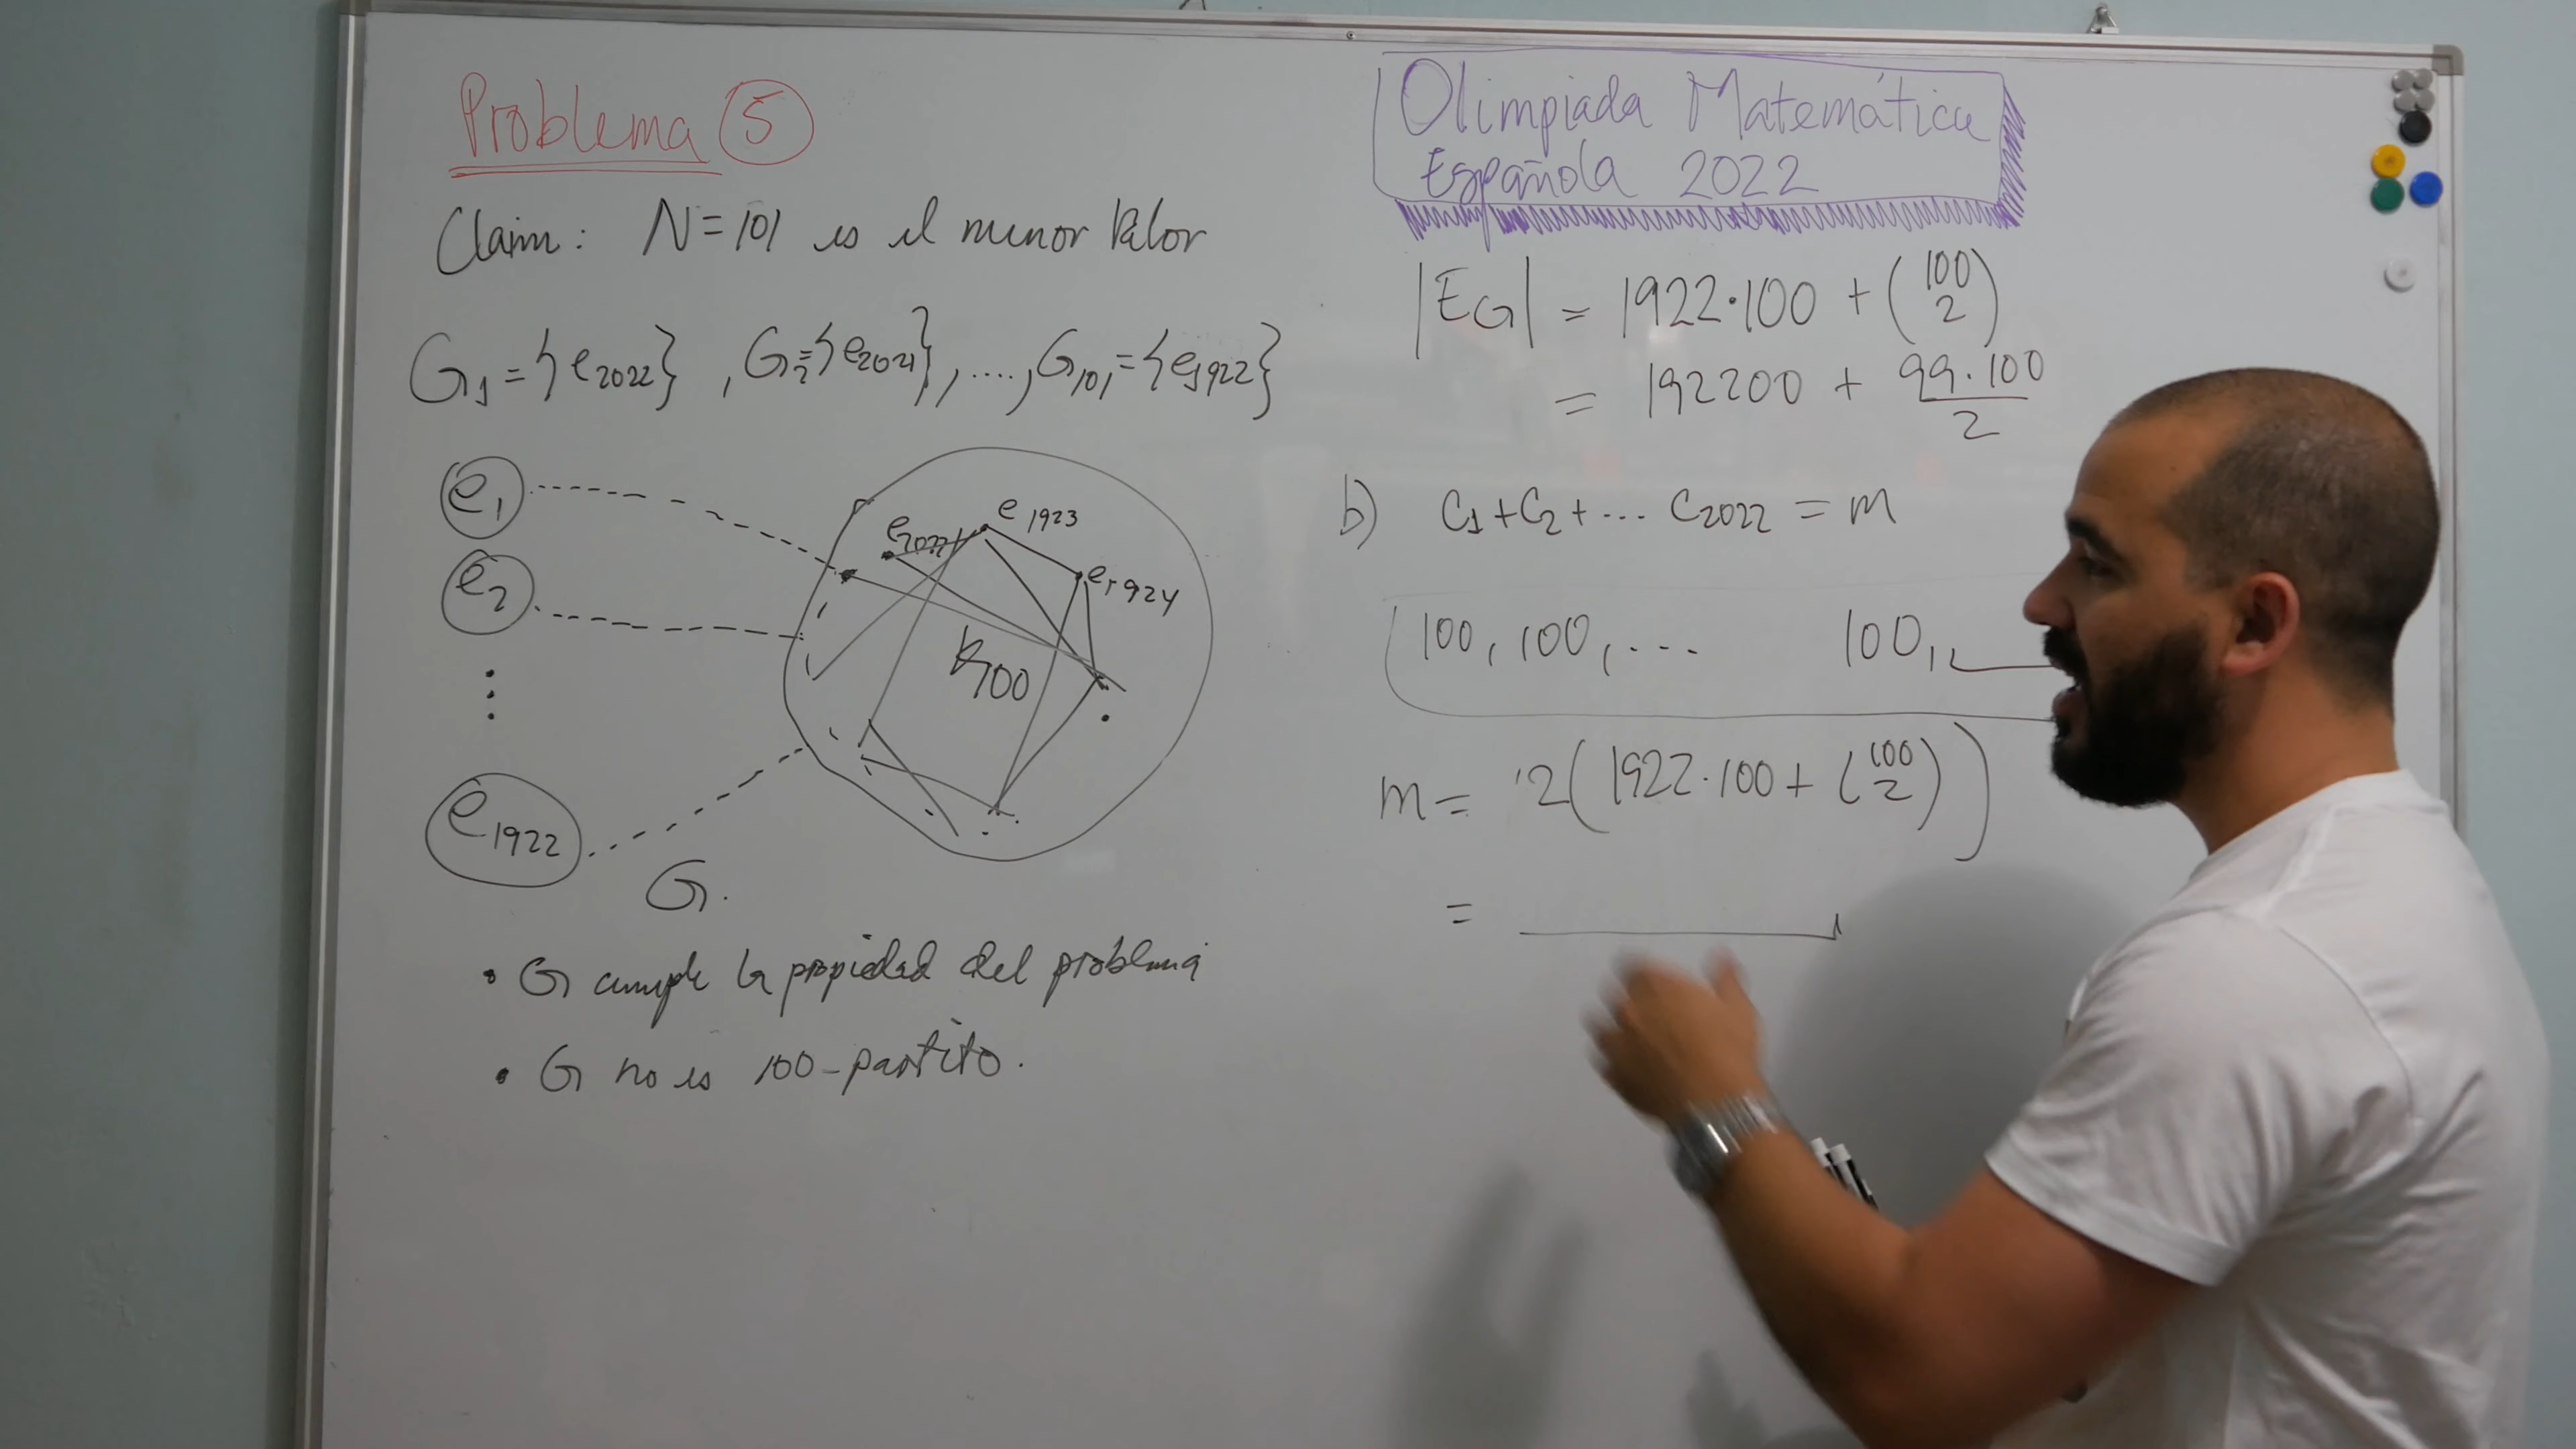 Problema 5
Claim: N=101 es el menor Valor
G₁ = {e₂₀₂₂}, G₂ = {e₂₀₂₁}, ...., G₁₀₁ = {e₁₉₂₂}
e₁
e₂
⋮
e₁₉₂₂
e₂₀₂₂
e₁₉₂₃
e₁₉₂₄
K₁₀₀
G.
• G cumple la propiedad del problema
• G no es 100-partito.
Olimpiada Matemática
Española 2022
|E_G| = 1922·100 + (100 2)
= 192200 + 99·100/2
b) C₁+C₂+... C₂₀₂₂ = m
100, 100, ... 100,
m = 2(1922·100 + (100 2))
=